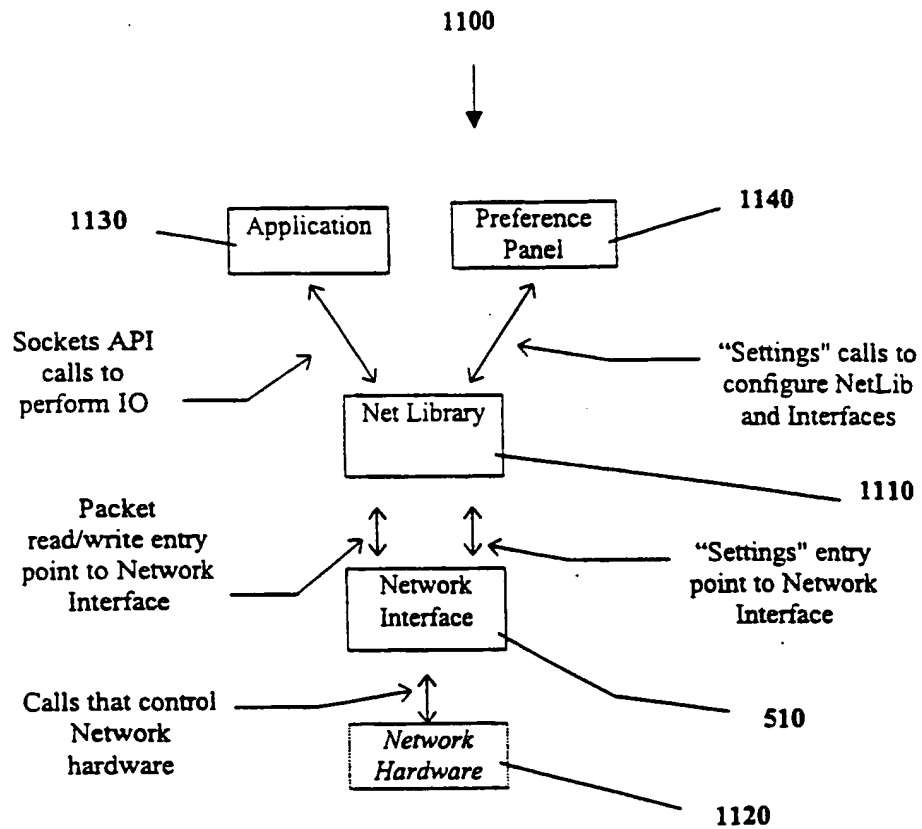 1100
1130
Application
Preference
Panel
1140
Sockets API
calls to
perform IO
“Settings" calls to
configure NetLib
and Interfaces
Net Library
1110
Packet
read/write entry
point to Network
Interface
“Settings” entry
point to Network
Interface
Network
Interface
510
Calls that control
Network
hardware
Network
Hardware
1120